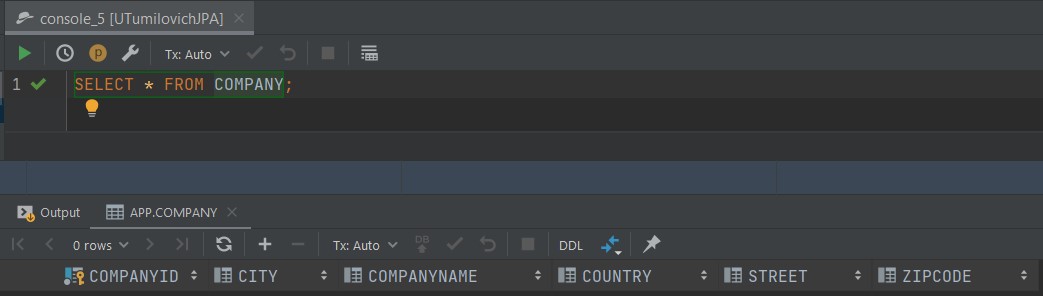 console_5 [UTumilovichJPA]
Tx: Auto
1 SELECT * FROM COMPANY;
Output APP.COMPANY
0 rows Tx: Auto DB DDL
COMPANYID CITY COMPANYNAME COUNTRY STREET ZIPCODE